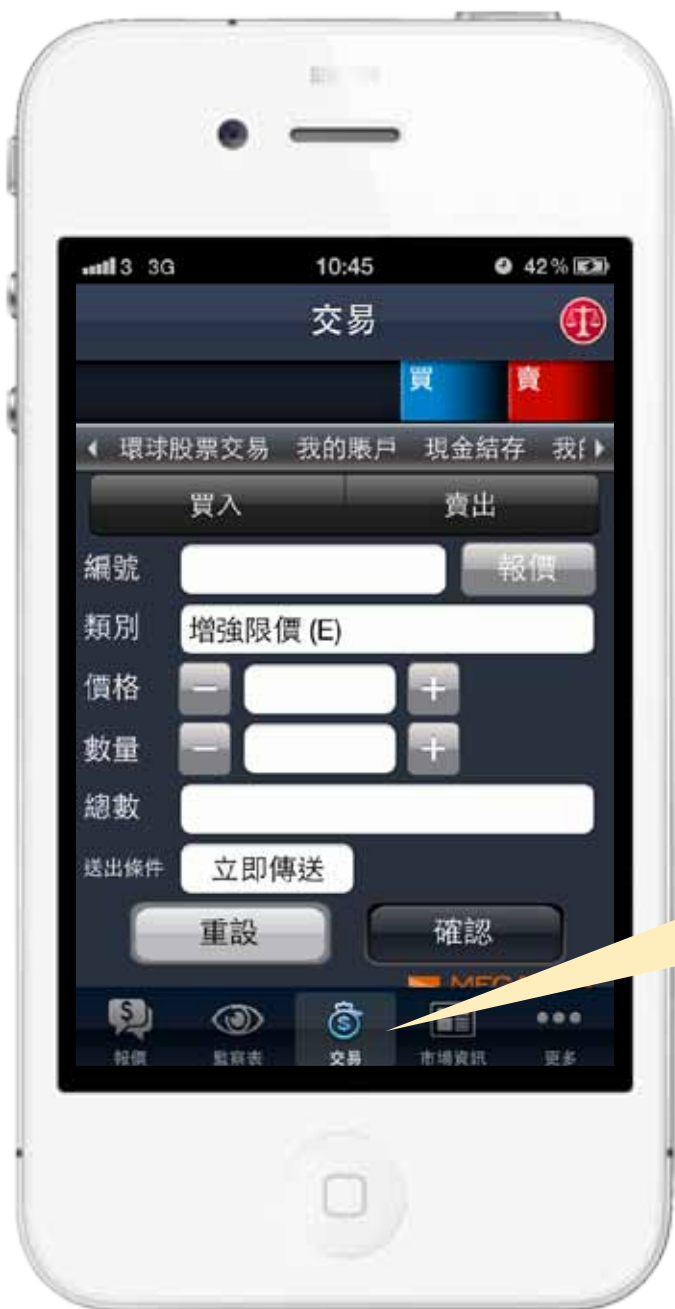 3 3G 10:45 42%
交易
買 賣
環球股票交易 我的賬戶 現金結存
買入 賣出
編號 報價
類別 增強限價 (E)
價格 − +
數量 − +
總數
送出條件 立即傳送
重設 確認
報價 監察表 交易 市場資訊 更多